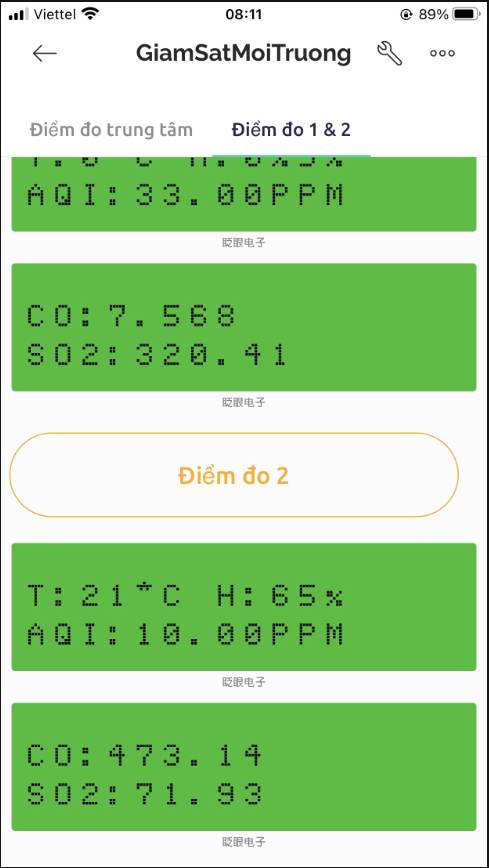 Viettel 08:11 89%
GiamSatMoiTruong
Điểm đo trung tâm Điểm đo 1 & 2
AQI:33.00PPM
眨眼电子
CO:7.568
SO2:320.41
眨眼电子
Điểm đo 2
T:21*C H:65%
AQI:10.00PPM
眨眼电子
CO:473.14
SO2:71.93
眨眼电子